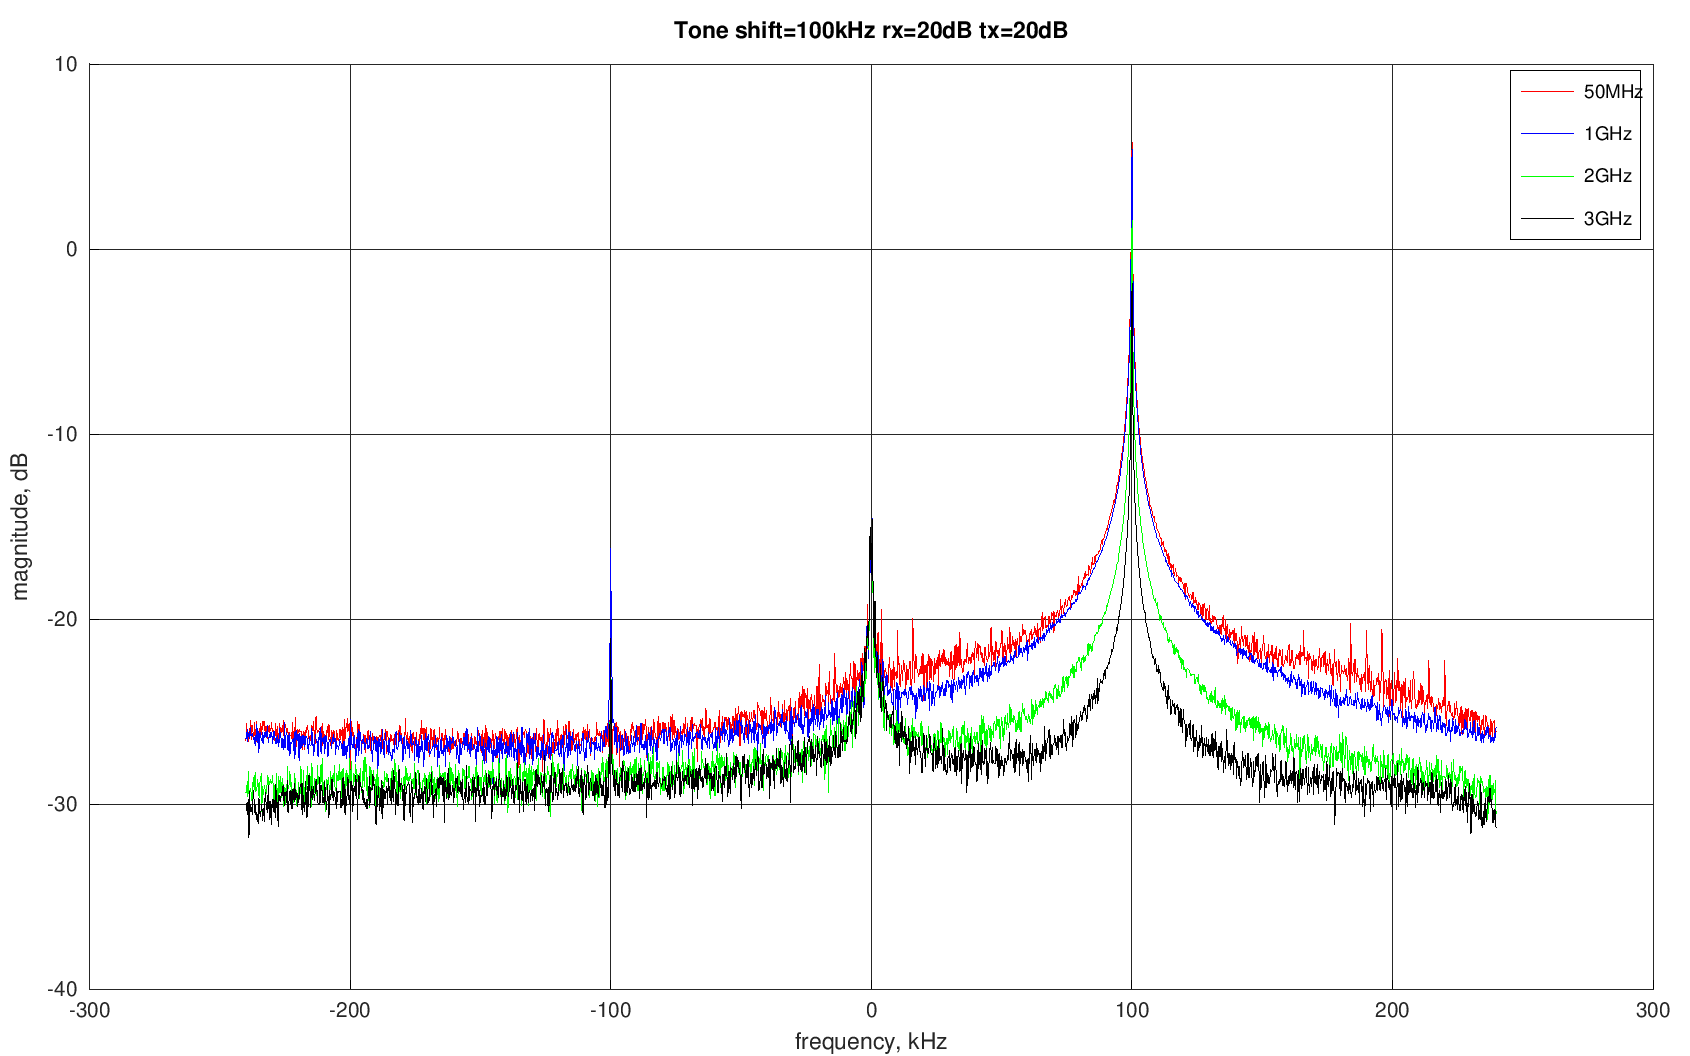 Tone shift=100kHz rx=20dB tx=20dB
10
0
-10
-20
-30
-40
magnitude, dB
50MHz
1GHz
2GHz
3GHz
-300
-200
-100
0
100
200
300
frequency, kHz